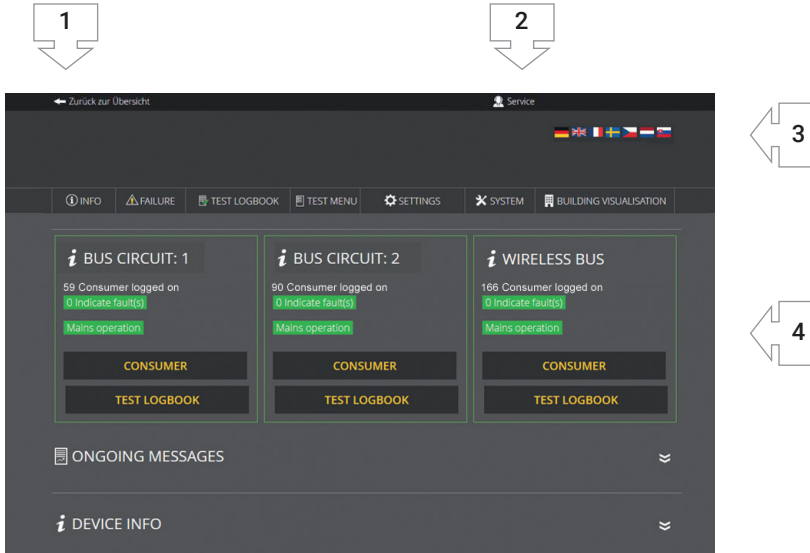 1
2
Zurück zur Übersicht
Service
3
INFO
FAILURE
TEST LOGBOOK
TEST MENU
SETTINGS
SYSTEM
BUILDING VISUALISATION
BUS CIRCUIT: 1
59 Consumer logged on
0 Indicate fault(s)
Mains operation
CONSUMER
TEST LOGBOOK
BUS CIRCUIT: 2
90 Consumer logged on
0 Indicate fault(s)
Mains operation
CONSUMER
TEST LOGBOOK
WIRELESS BUS
166 Consumer logged on
0 Indicate fault(s)
Mains operation
CONSUMER
TEST LOGBOOK
4
ONGOING MESSAGES
DEVICE INFO